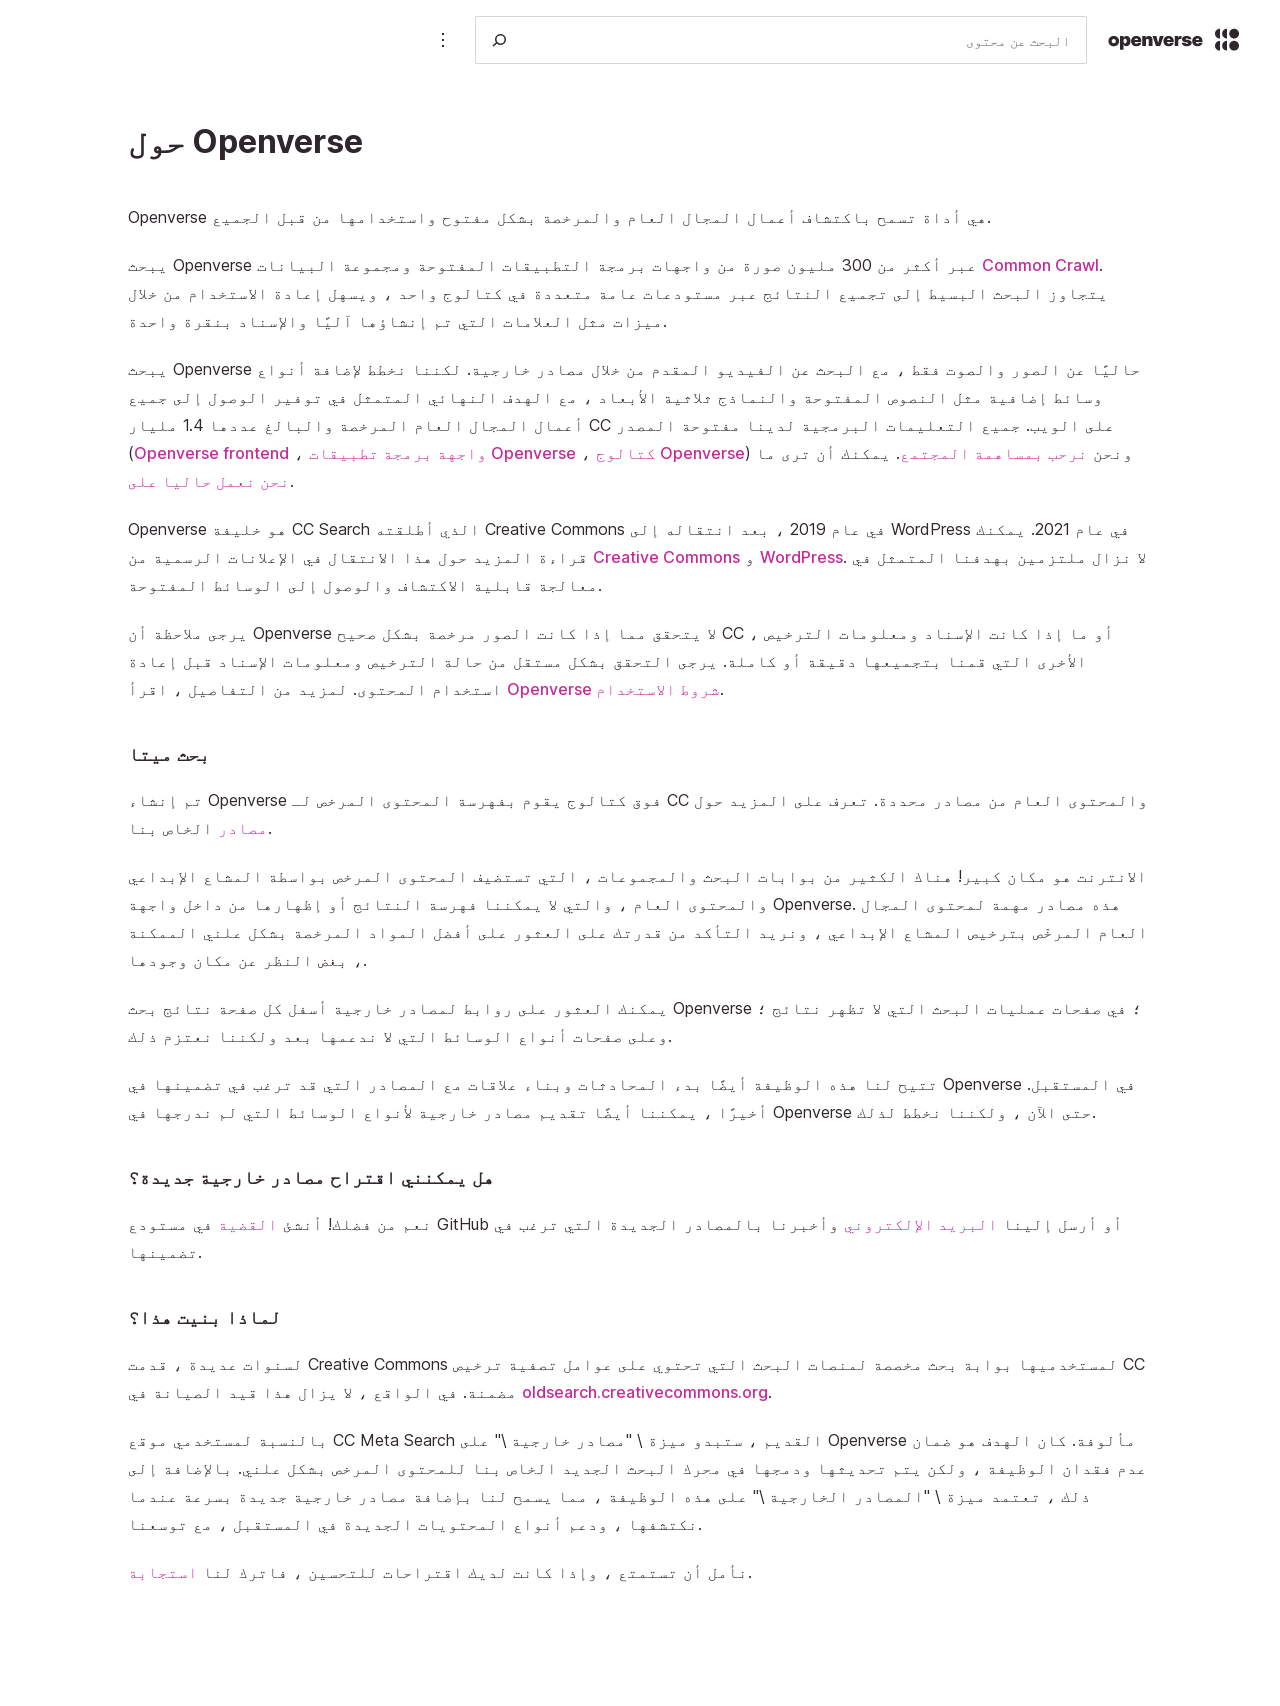 openverse
البحث عن محتوى
حول Openverse
Openverse هي أداة تسمح باكتشاف أعمال المجال العام والمرخصة بشكل مفتوح واستخدامها من قبل الجميع.
يبحث Openverse عبر أكثر من 300 مليون صورة من واجهات برمجة التطبيقات المفتوحة ومجموعة البيانات Common Crawl.
يتجاوز البحث البسيط إلى تجميع النتائج عبر مستودعات عامة متعددة في كتالوج واحد ، ويسهل إعادة الاستخدام من خلال
ميزات مثل العلامات التي تم إنشاؤها آليًا والإسناد بنقرة واحدة.
يبحث Openverse حاليًا عن الصور والصوت فقط ، مع البحث عن الفيديو المقدم من خلال مصادر خارجية. لكننا نخطط لإضافة أنواع
وسائط إضافية مثل النصوص المفتوحة والنماذج ثلاثية الأبعاد ، مع الهدف النهائي المتمثل في توفير الوصول إلى جميع
أعمال المجال العام المرخصة والبالغ عددها 1.4 مليار CC على الويب. جميع التعليمات البرمجية لدينا مفتوحة المصدر
(Openverse frontend ، واجهة برمجة تطبيقات Openverse ، كتالوج Openverse) ونحن نرحب بمساهمة المجتمع. يمكنك أن ترى ما
نحن نعمل حاليا على.
Openverse هو خليفة CC Search الذي أطلقته Creative Commons في عام 2019 ، بعد انتقاله إلى WordPress في عام 2021. يمكنك
قراءة المزيد حول هذا الانتقال في الإعلانات الرسمية من Creative Commons و WordPress. لا نزال ملتزمين بهدفنا المتمثل في
معالجة قابلية الاكتشاف والوصول إلى الوسائط المفتوحة.
يرجى ملاحظة أن Openverse لا يتحقق مما إذا كانت الصور مرخصة بشكل صحيح CC ، أو ما إذا كانت الإسناد ومعلومات الترخيص
الأخرى التي قمنا بتجميعها دقيقة أو كاملة. يرجى التحقق بشكل مستقل من حالة الترخيص ومعلومات الإسناد قبل إعادة
استخدام المحتوى. لمزيد من التفاصيل ، اقرأ Openverse شروط الاستخدام.
بحث ميتا
تم إنشاء Openverse فوق كتالوج يقوم بفهرسة المحتوى المرخص لـ CC والمحتوى العام من مصادر محددة. تعرف على المزيد حول
مصادر الخاص بنا.
الانترنت هو مكان كبير! هناك الكثير من بوابات البحث والمجموعات ، التي تستضيف المحتوى المرخص بواسطة المشاع الإبداعي
والمحتوى العام ، والتي لا يمكننا فهرسة النتائج أو إظهارها من داخل واجهة Openverse. هذه مصادر مهمة لمحتوى المجال
العام المرخّص بترخيص المشاع الإبداعي ، ونريد التأكد من قدرتك على العثور على أفضل المواد المرخصة بشكل علني الممكنة
، بغض النظر عن مكان وجودها.
يمكنك العثور على روابط لمصادر خارجية أسفل كل صفحة نتائج بحث Openverse ؛ في صفحات عمليات البحث التي لا تظهر نتائج ؛
وعلى صفحات أنواع الوسائط التي لا ندعمها بعد ولكننا نعتزم ذلك.
تتيح لنا هذه الوظيفة أيضًا بدء المحادثات وبناء علاقات مع المصادر التي قد ترغب في تضمينها في Openverse في المستقبل.
أخيرًا ، يمكننا أيضًا تقديم مصادر خارجية لأنواع الوسائط التي لم ندرجها في Openverse حتى الآن ، ولكننا نخطط لذلك.
هل يمكنني اقتراح مصادر خارجية جديدة؟
نعم من فضلك! أنشئ القضية في مستودع GitHub أو أرسل إلينا البريد الإلكتروني وأخبرنا بالمصادر الجديدة التي ترغب في
تضمينها.
لماذا بنيت هذا؟
لسنوات عديدة ، قدمت Creative Commons لمستخدميها بوابة بحث مخصصة لمنصات البحث التي تحتوي على عوامل تصفية ترخيص CC
مضمنة. في الواقع ، لا يزال هذا قيد الصيانة في oldsearch.creativecommons.org.
بالنسبة لمستخدمي موقع CC Meta Search القديم ، ستبدو ميزة \ "مصادر خارجية \" على Openverse مألوفة. كان الهدف هو ضمان
عدم فقدان الوظيفة ، ولكن يتم تحديثها ودمجها في محرك البحث الجديد الخاص بنا للمحتوى المرخص بشكل علني. بالإضافة إلى
ذلك ، تعتمد ميزة \ "المصادر الخارجية \" على هذه الوظيفة ، مما يسمح لنا بإضافة مصادر خارجية جديدة بسرعة عندما
نكتشفها ، ودعم أنواع المحتويات الجديدة في المستقبل ، مع توسعنا.
نأمل أن تستمتع ، وإذا كانت لديك اقتراحات للتحسين ، فاترك لنا استجابة.